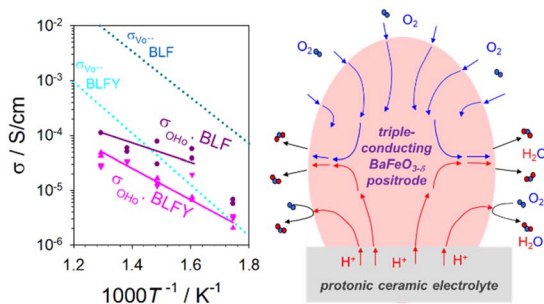 σ / S/cm
10⁻²
10⁻³
10⁻⁴
10⁻⁵
10⁻⁶
σVo·· BLF
σVo·· BLFY
σOHo· BLF
σOHo· BLFY
1.2 1.4 1.6 1.8
1000T⁻¹ / K⁻¹
O₂ O₂
triple-
conducting
BaFeO₃₋δ
positrode
H₂O
O₂
H₂O
H⁺ H⁺ H⁺
protonic ceramic electrolyte